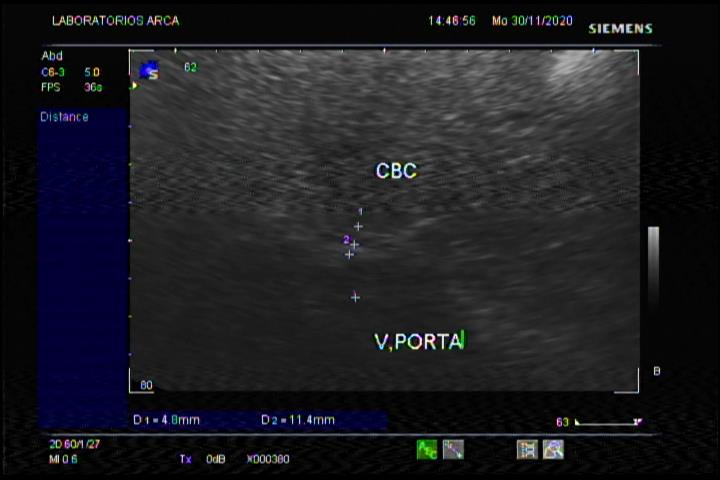 LABORATORIOS ARCA 14:46:56 Mo 30/11/2020 SIEMENS
Abd
C6-3 5.0
FPS
Distance
S 62
CBC
1
2
V,PORTA
80
B
D1 = 4.8mm D2 = 11.4mm
63
2D 60/1/27
MI 0.6 Tx 0dB X000380